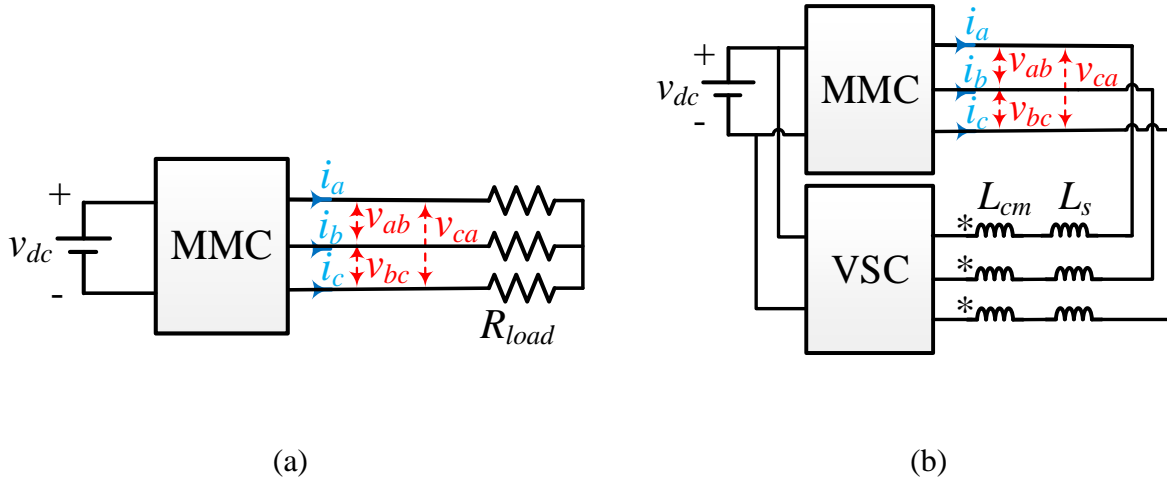 i_a
+
v_ab
MMC
i_b
v_ca
v_dc
v_bc
i_c
-
R_load
(a)
i_a
+
v_ab
v_ca
MMC
i_b
v_dc
v_bc
-
i_c
L_cm
L_s
*
VSC
*
*
(b)